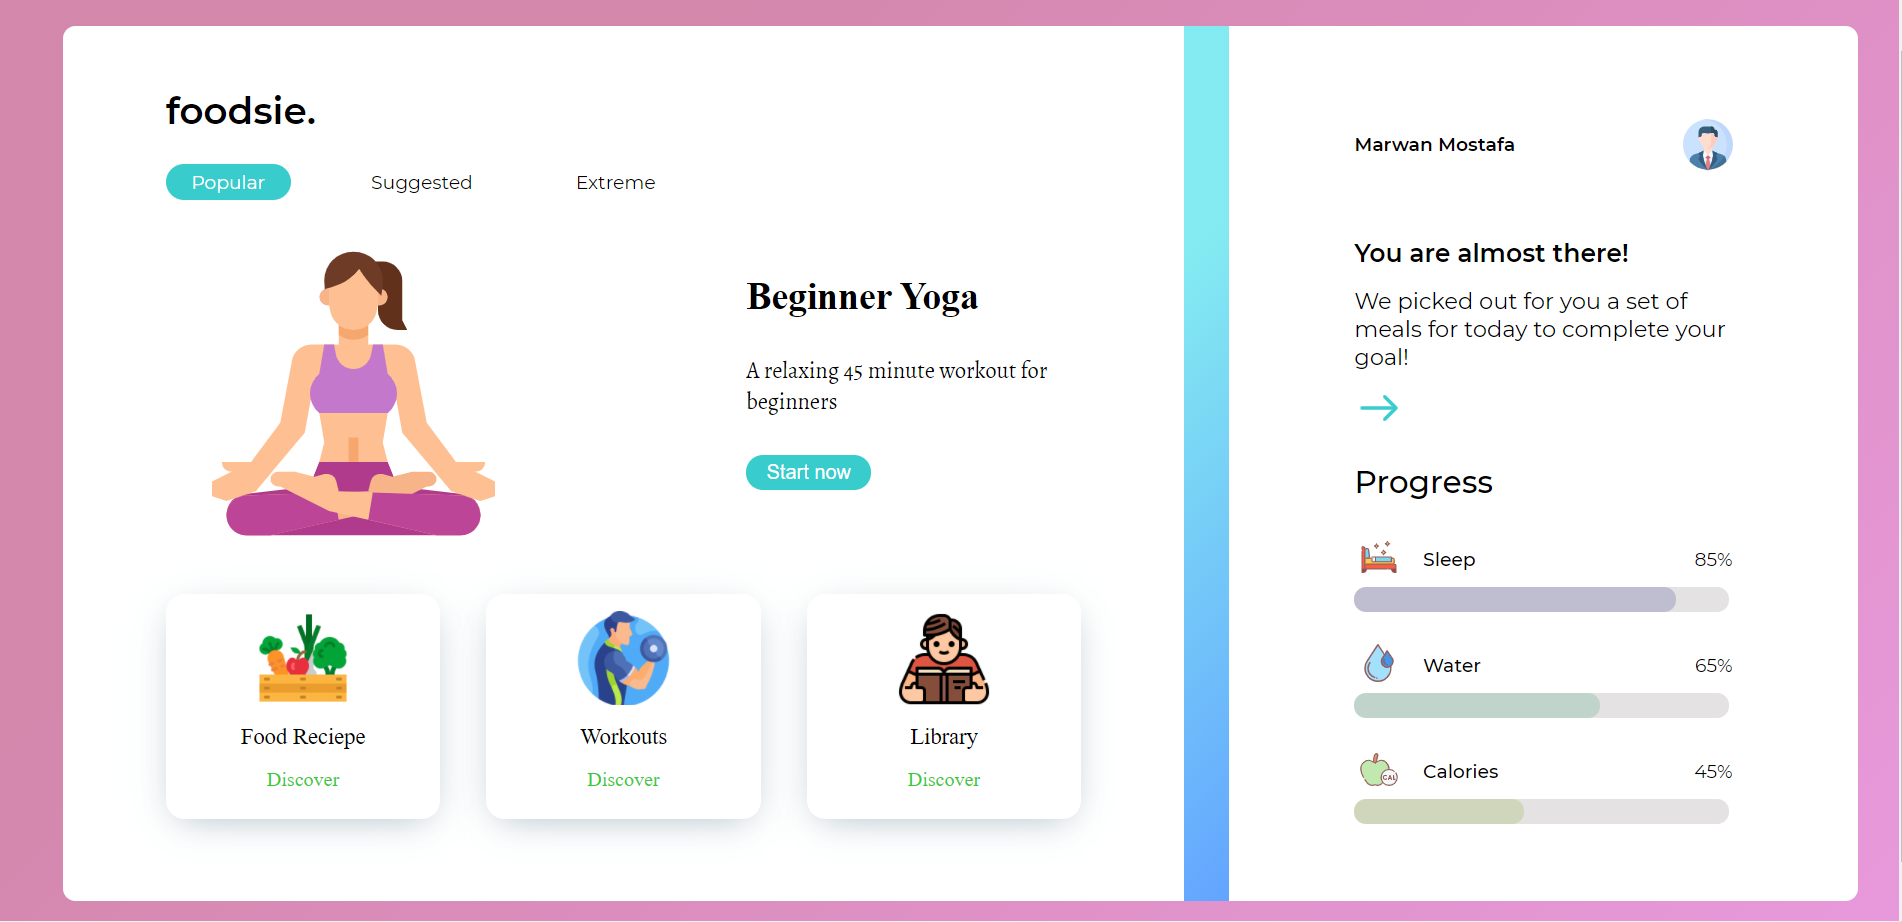 foodsie.
Popular
Suggested
Extreme
Beginner Yoga
A relaxing 45 minute workout for
beginners
Start now
Food Reciepe
Discover
Workouts
Discover
Library
Discover
Marwan Mostafa
You are almost there!
We picked out for you a set of
meals for today to complete your
goal!
Progress
Sleep 85%
Water 65%
CAL
Calories 45%